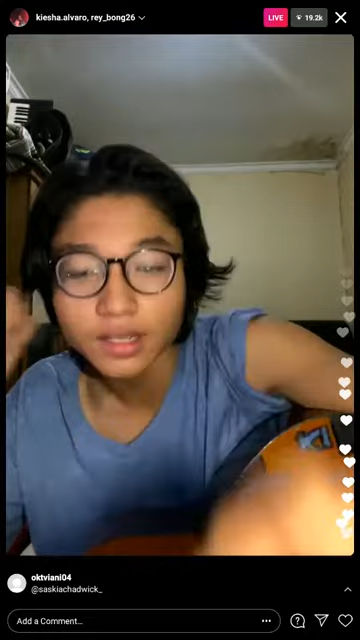 kiesha.alvaro, rey_bong26
LIVE
19.2k
oktviani04
@saskiachadwick_
Add a Comment...